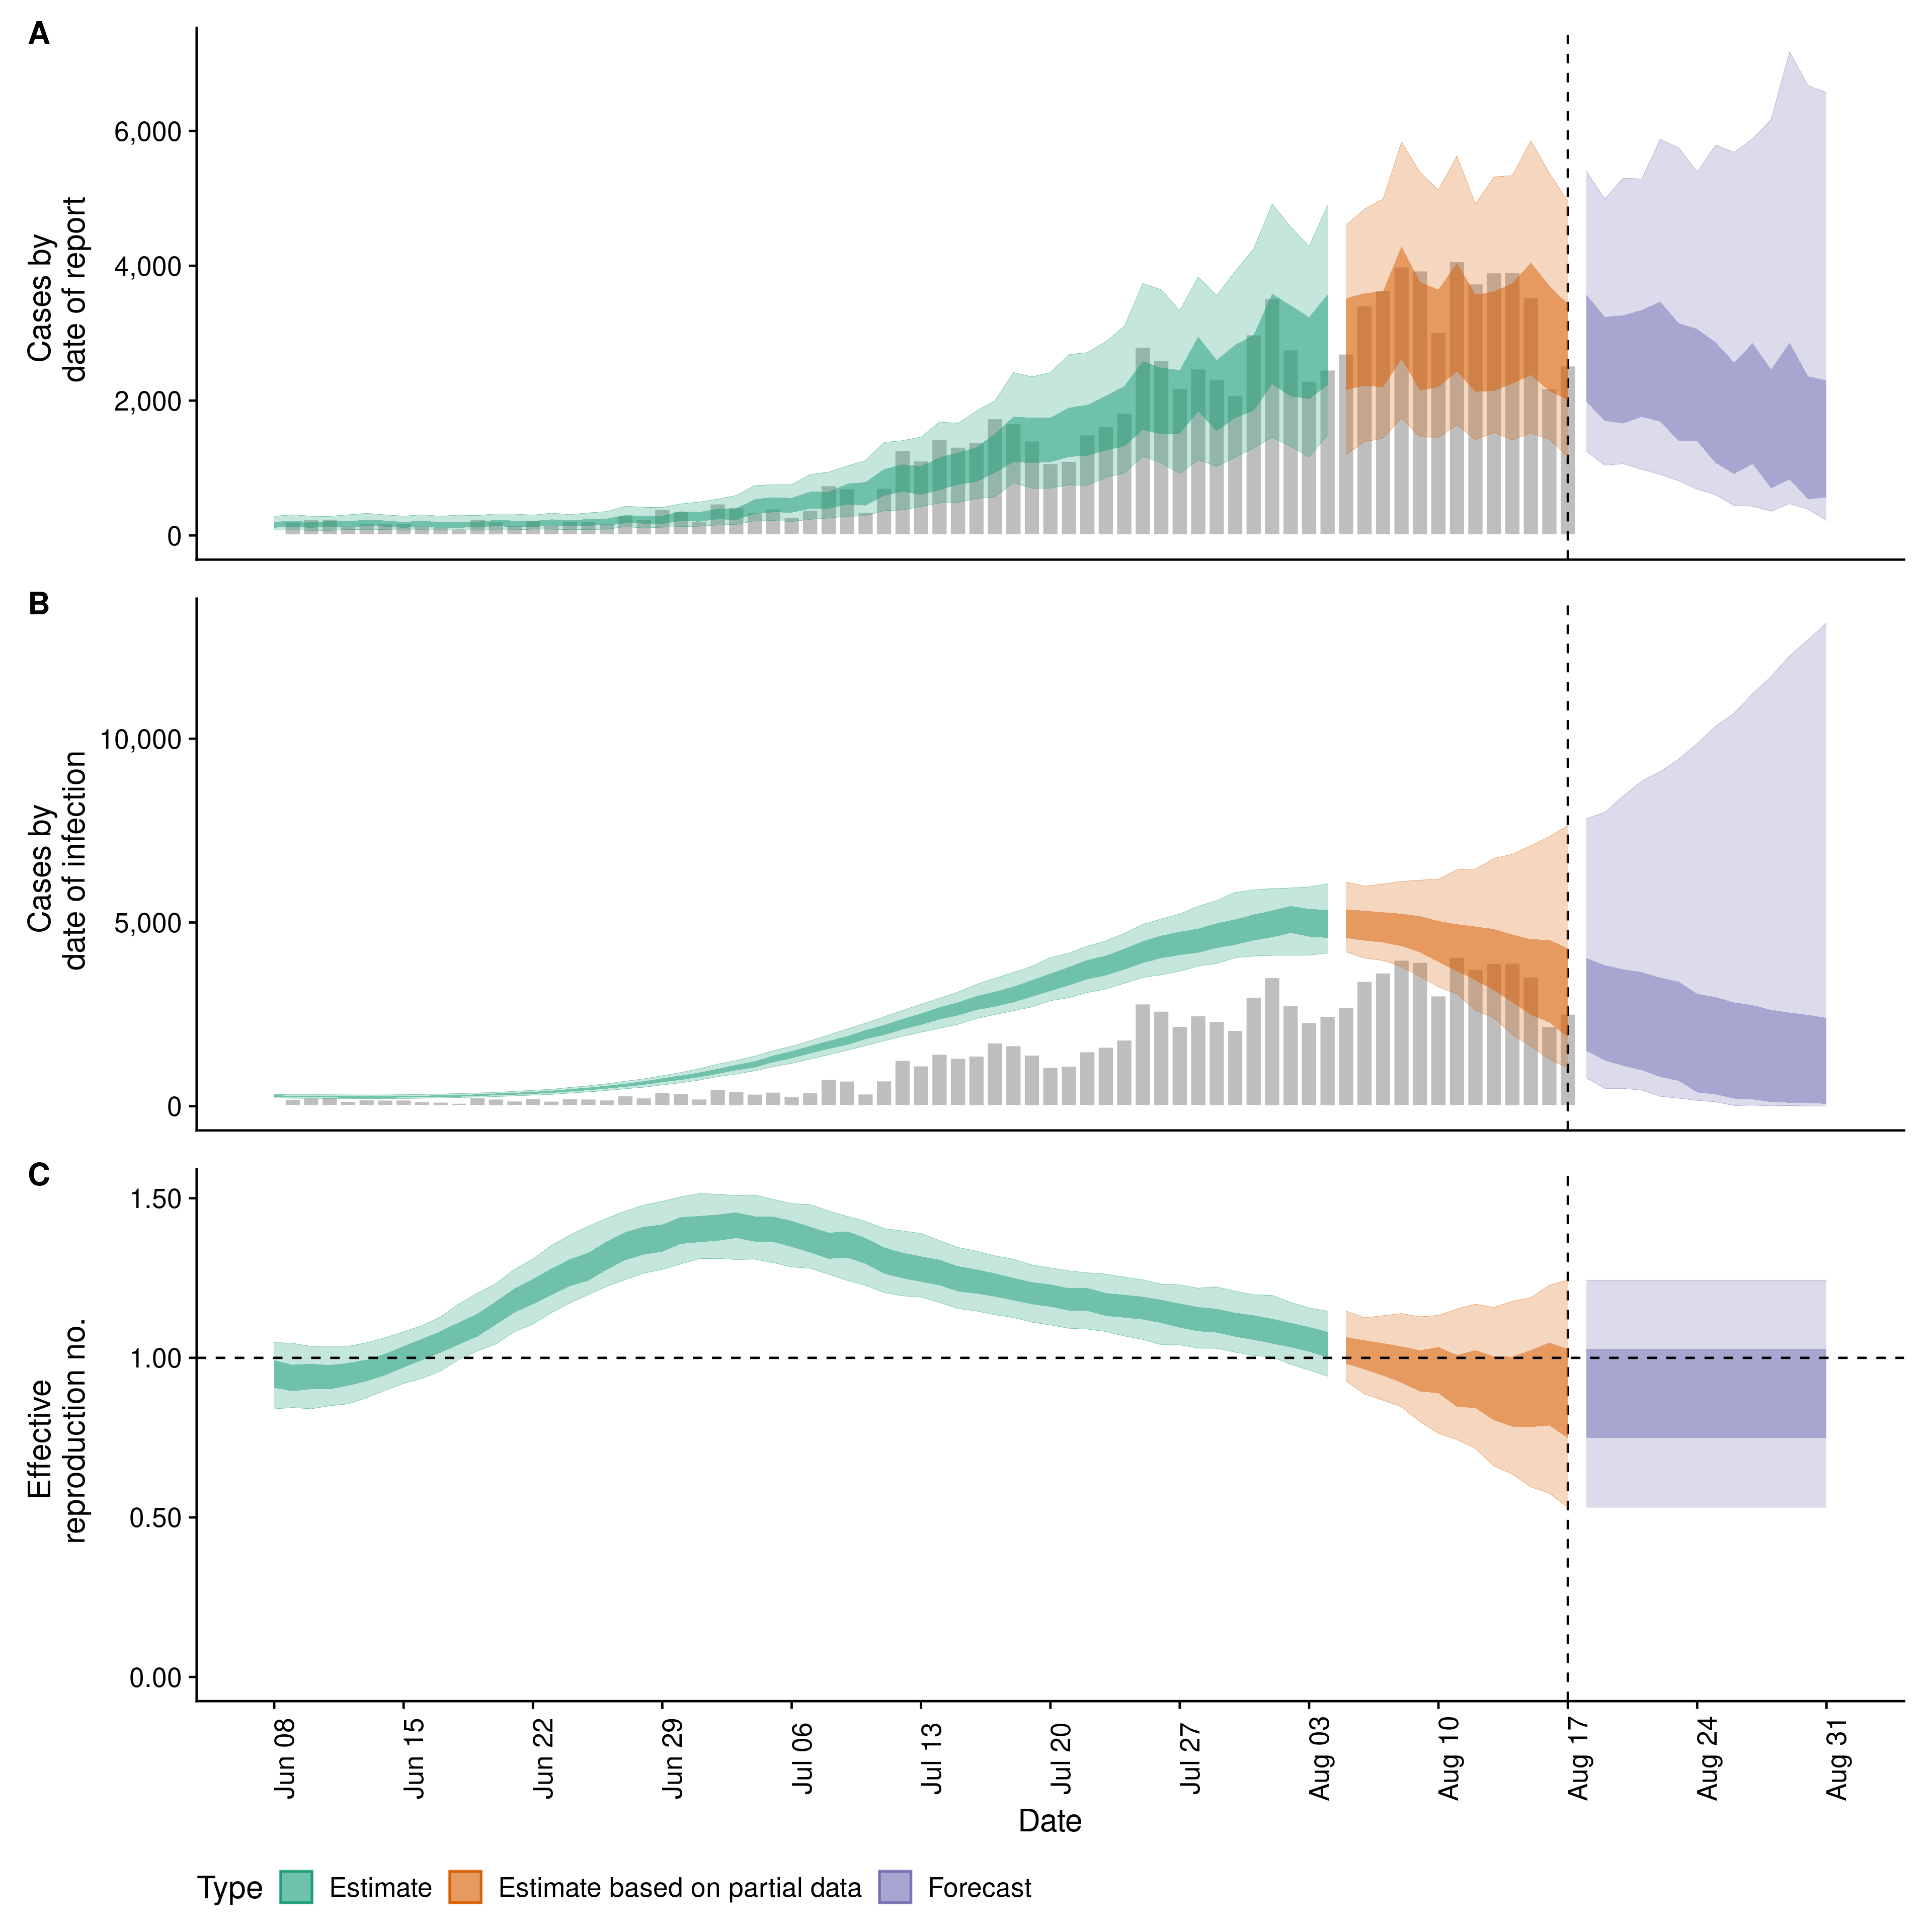 A
Cases by
date of report
6,000
4,000
2,000
0
B
Cases by
date of infection
10,000
5,000
0
C
Effective
reproduction no.
1.50
1.00
0.50
0.00
Jun 08
Jun 15
Jun 22
Jun 29
Jul 06
Jul 13
Jul 20
Jul 27
Aug 03
Aug 10
Aug 17
Aug 24
Aug 31
Date
Type Estimate Estimate based on partial data Forecast